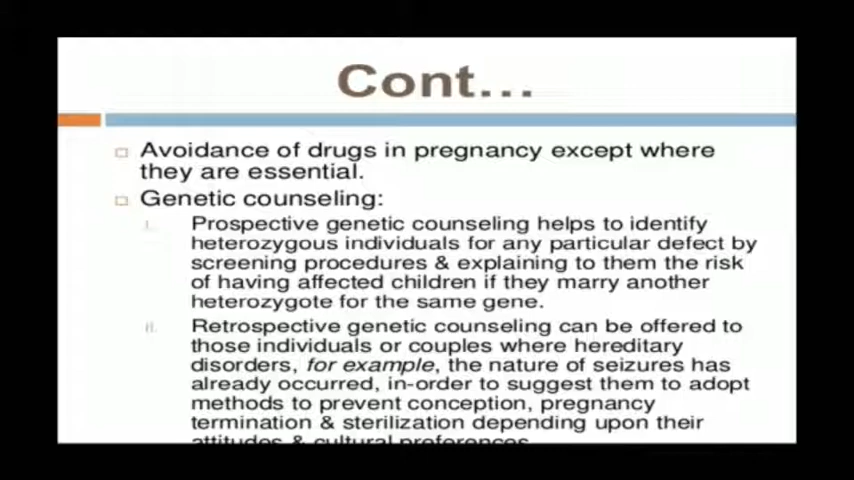 Cont...
Avoidance of drugs in pregnancy except where
they are essential.
Genetic counseling:
I. Prospective genetic counseling helps to identify
heterozygous individuals for any particular defect by
screening procedures & explaining to them the risk
of having affected children if they marry another
heterozygote for the same gene.
II. Retrospective genetic counseling can be offered to
those individuals or couples where hereditary
disorders, for example, the nature of seizures has
already occurred, in-order to suggest them to adopt
methods to prevent conception, pregnancy
termination & sterilization depending upon their
attitudes & cultural preferences.